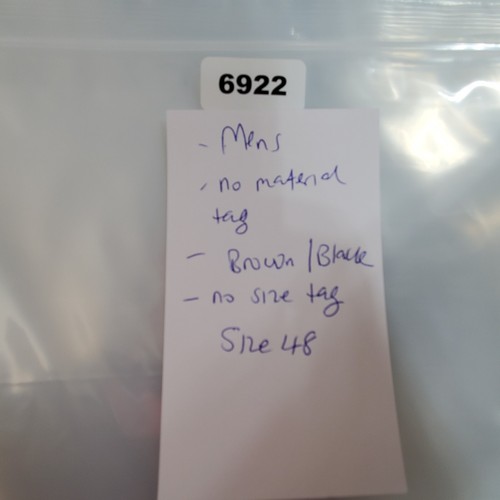 6922
- Mens
- no material
tag
- Brown/Black
- no size tag
Size 48